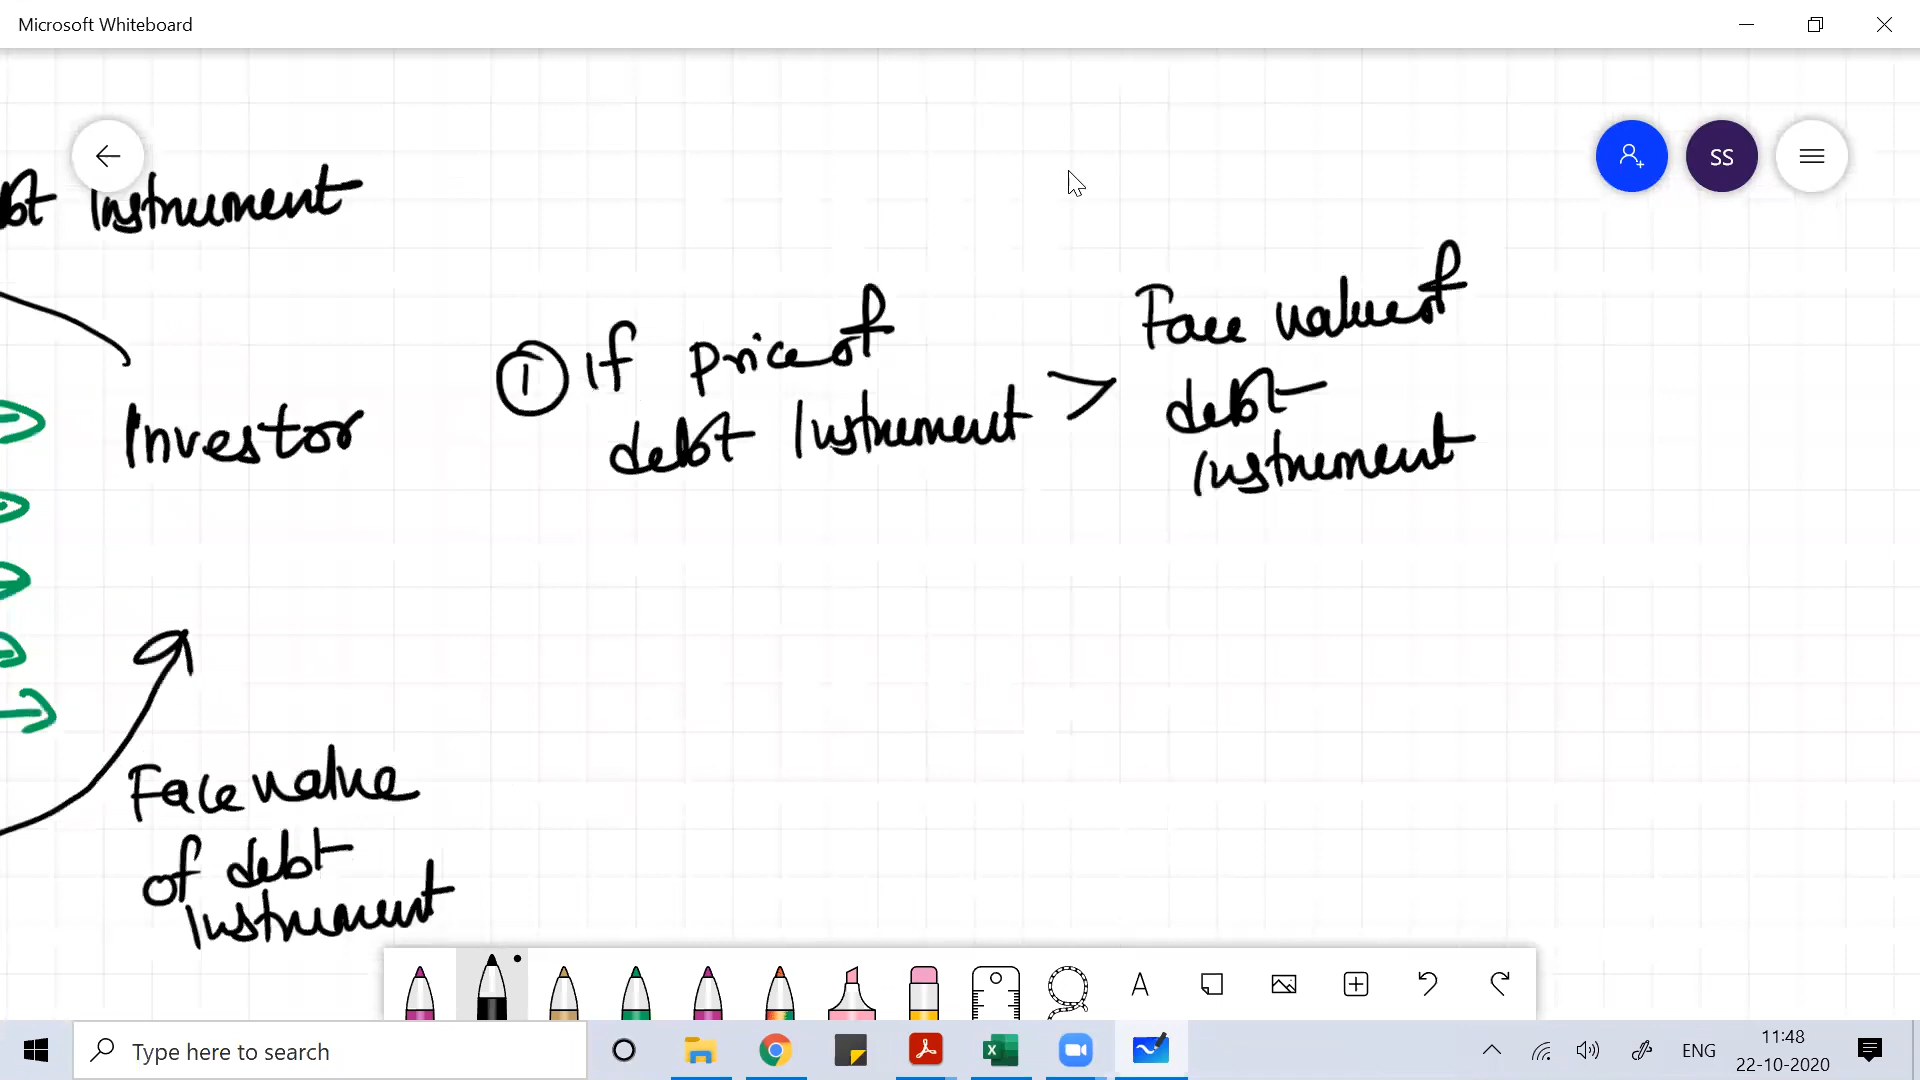 Microsoft Whiteboard
SS
bt Instrument
Investor
① If price of
debt Instrument >
Face value of
debt
Instrument
Face value
of debt
Instrument
A
Type here to search
ENG
11:48
22-10-2020